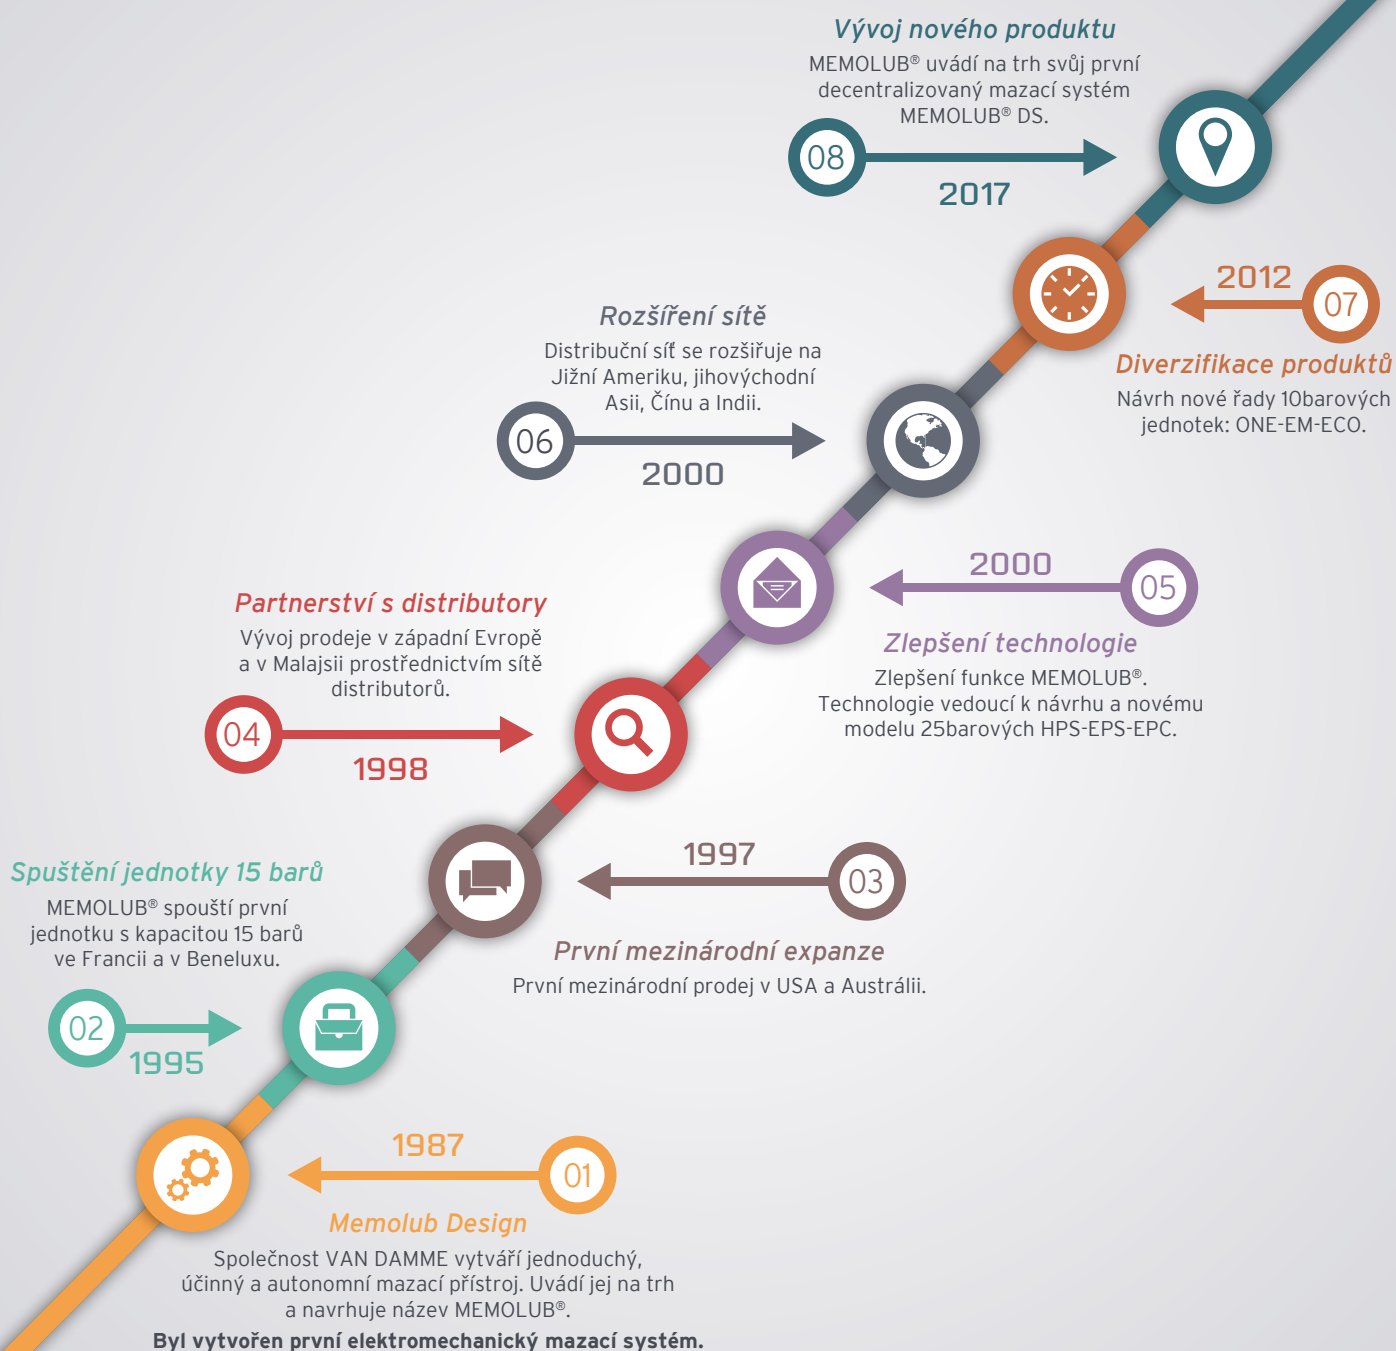 Vývoj nového produktu
MEMOLUB® uvádí na trh svůj první
decentralizovaný mazací systém
MEMOLUB® DS.
08
2017
2012
07
Diverzifikace produktů
Návrh nové řady 10barových
jednotek: ONE-EM-ECO.
Rozšíření sítě
Distribuční síť se rozšiřuje na
Jižní Ameriku, jihovýchodní
Asii, Čínu a Indii.
06
2000
2000
05
Zlepšení technologie
Zlepšení funkce MEMOLUB®.
Technologie vedoucí k návrhu a novému
modelu 25barových HPS-EPS-EPC.
Partnerství s distributory
Vývoj prodeje v západní Evropě
a v Malajsii prostřednictvím sítě
distributorů.
04
1998
1997
03
První mezinárodní expanze
První mezinárodní prodej v USA a Austrálii.
Spuštění jednotky 15 barů
MEMOLUB® spouští první
jednotku s kapacitou 15 barů
ve Francii a v Beneluxu.
02
1995
1987
01
Memolub Design
Společnost VAN DAMME vytváří jednoduchý,
účinný a autonomní mazací přístroj. Uvádí jej na trh
a navrhuje název MEMOLUB®.
Byl vytvořen první elektromechanický mazací systém.